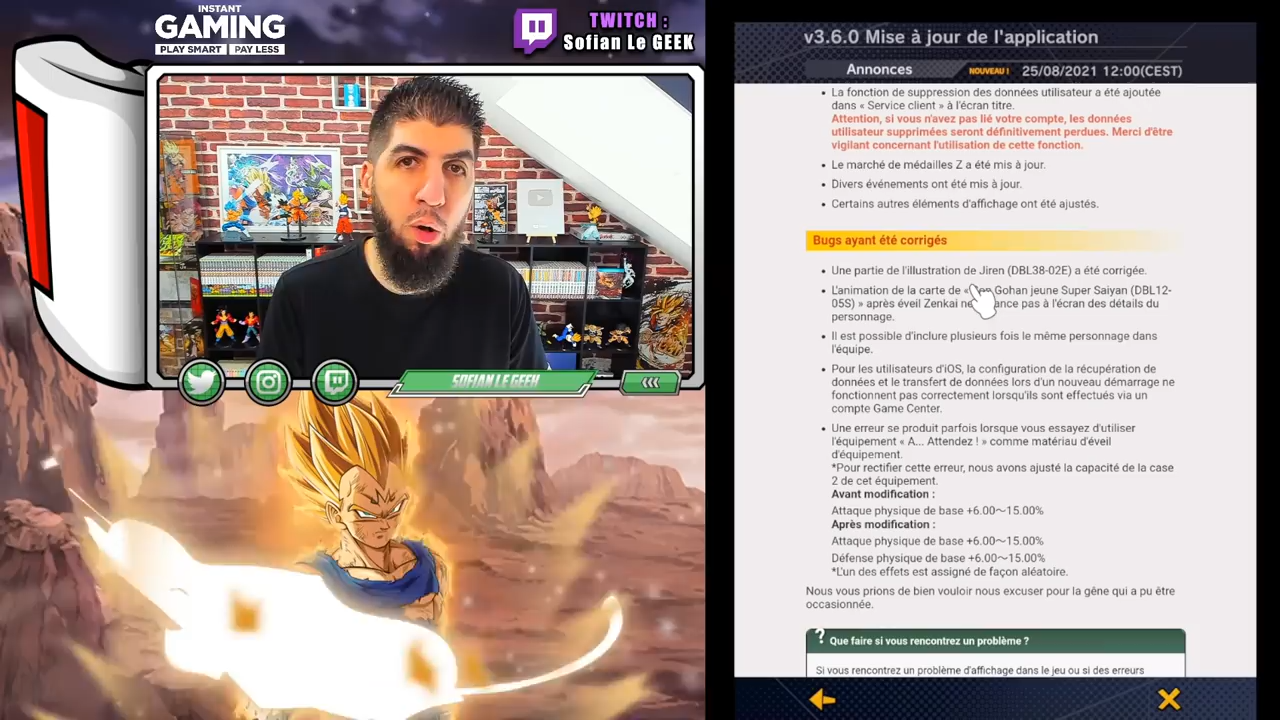 INSTANT
GAMING
PLAY SMART | PAY LESS
TWITCH :
Sofian Le GEEK
SOFIAN LE GEEK
v3.6.0 Mise à jour de l'application
Annonces NOUVEAU ! 25/08/2021 12:00(CEST)
• La fonction de suppression des données utilisateur a été ajoutée
dans « Service client » à l'écran titre.
Attention, si vous n'avez pas lié votre compte, les données
utilisateur supprimées seront définitivement perdues. Merci d'être
vigilant concernant l'utilisation de cette fonction.
• Le marché de médailles Z a été mis à jour.
• Divers événements ont été mis à jour.
• Certains autres éléments d'affichage ont été ajustés.
Bugs ayant été corrigés
• Une partie de l'illustration de Jiren (DBL38-02E) a été corrigée.
• L'animation de la carte de « Gohan jeune Super Saiyan (DBL12-
05S) » après éveil Zenkai pas à l'écran des détails du
personnage.
• Il est possible d'inclure plusieurs fois le même personnage dans
l'équipe.
• Pour les utilisateurs d'iOS, la configuration de la récupération de
données et le transfert de données lors d'un nouveau démarrage ne
fonctionnent pas correctement lorsqu'ils sont effectués via un
compte Game Center.
• Une erreur se produit parfois lorsque vous essayez d'utiliser
l'équipement « A... Attendez ! » comme matériau d'éveil
d'équipement.
*Pour rectifier cette erreur, nous avons ajusté la capacité de la case
2 de cet équipement.
Avant modification :
Attaque physique de base +6.00～15.00%
Après modification :
Attaque physique de base +6.00～15.00%
Défense physique de base +6.00～15.00%
*L'un des effets est assigné de façon aléatoire.
Nous vous prions de bien vouloir nous excuser pour la gêne qui a pu être
occasionnée.
? Que faire si vous rencontrez un problème ?
Si vous rencontrez un problème d'affichage dans le jeu ou si des erreurs